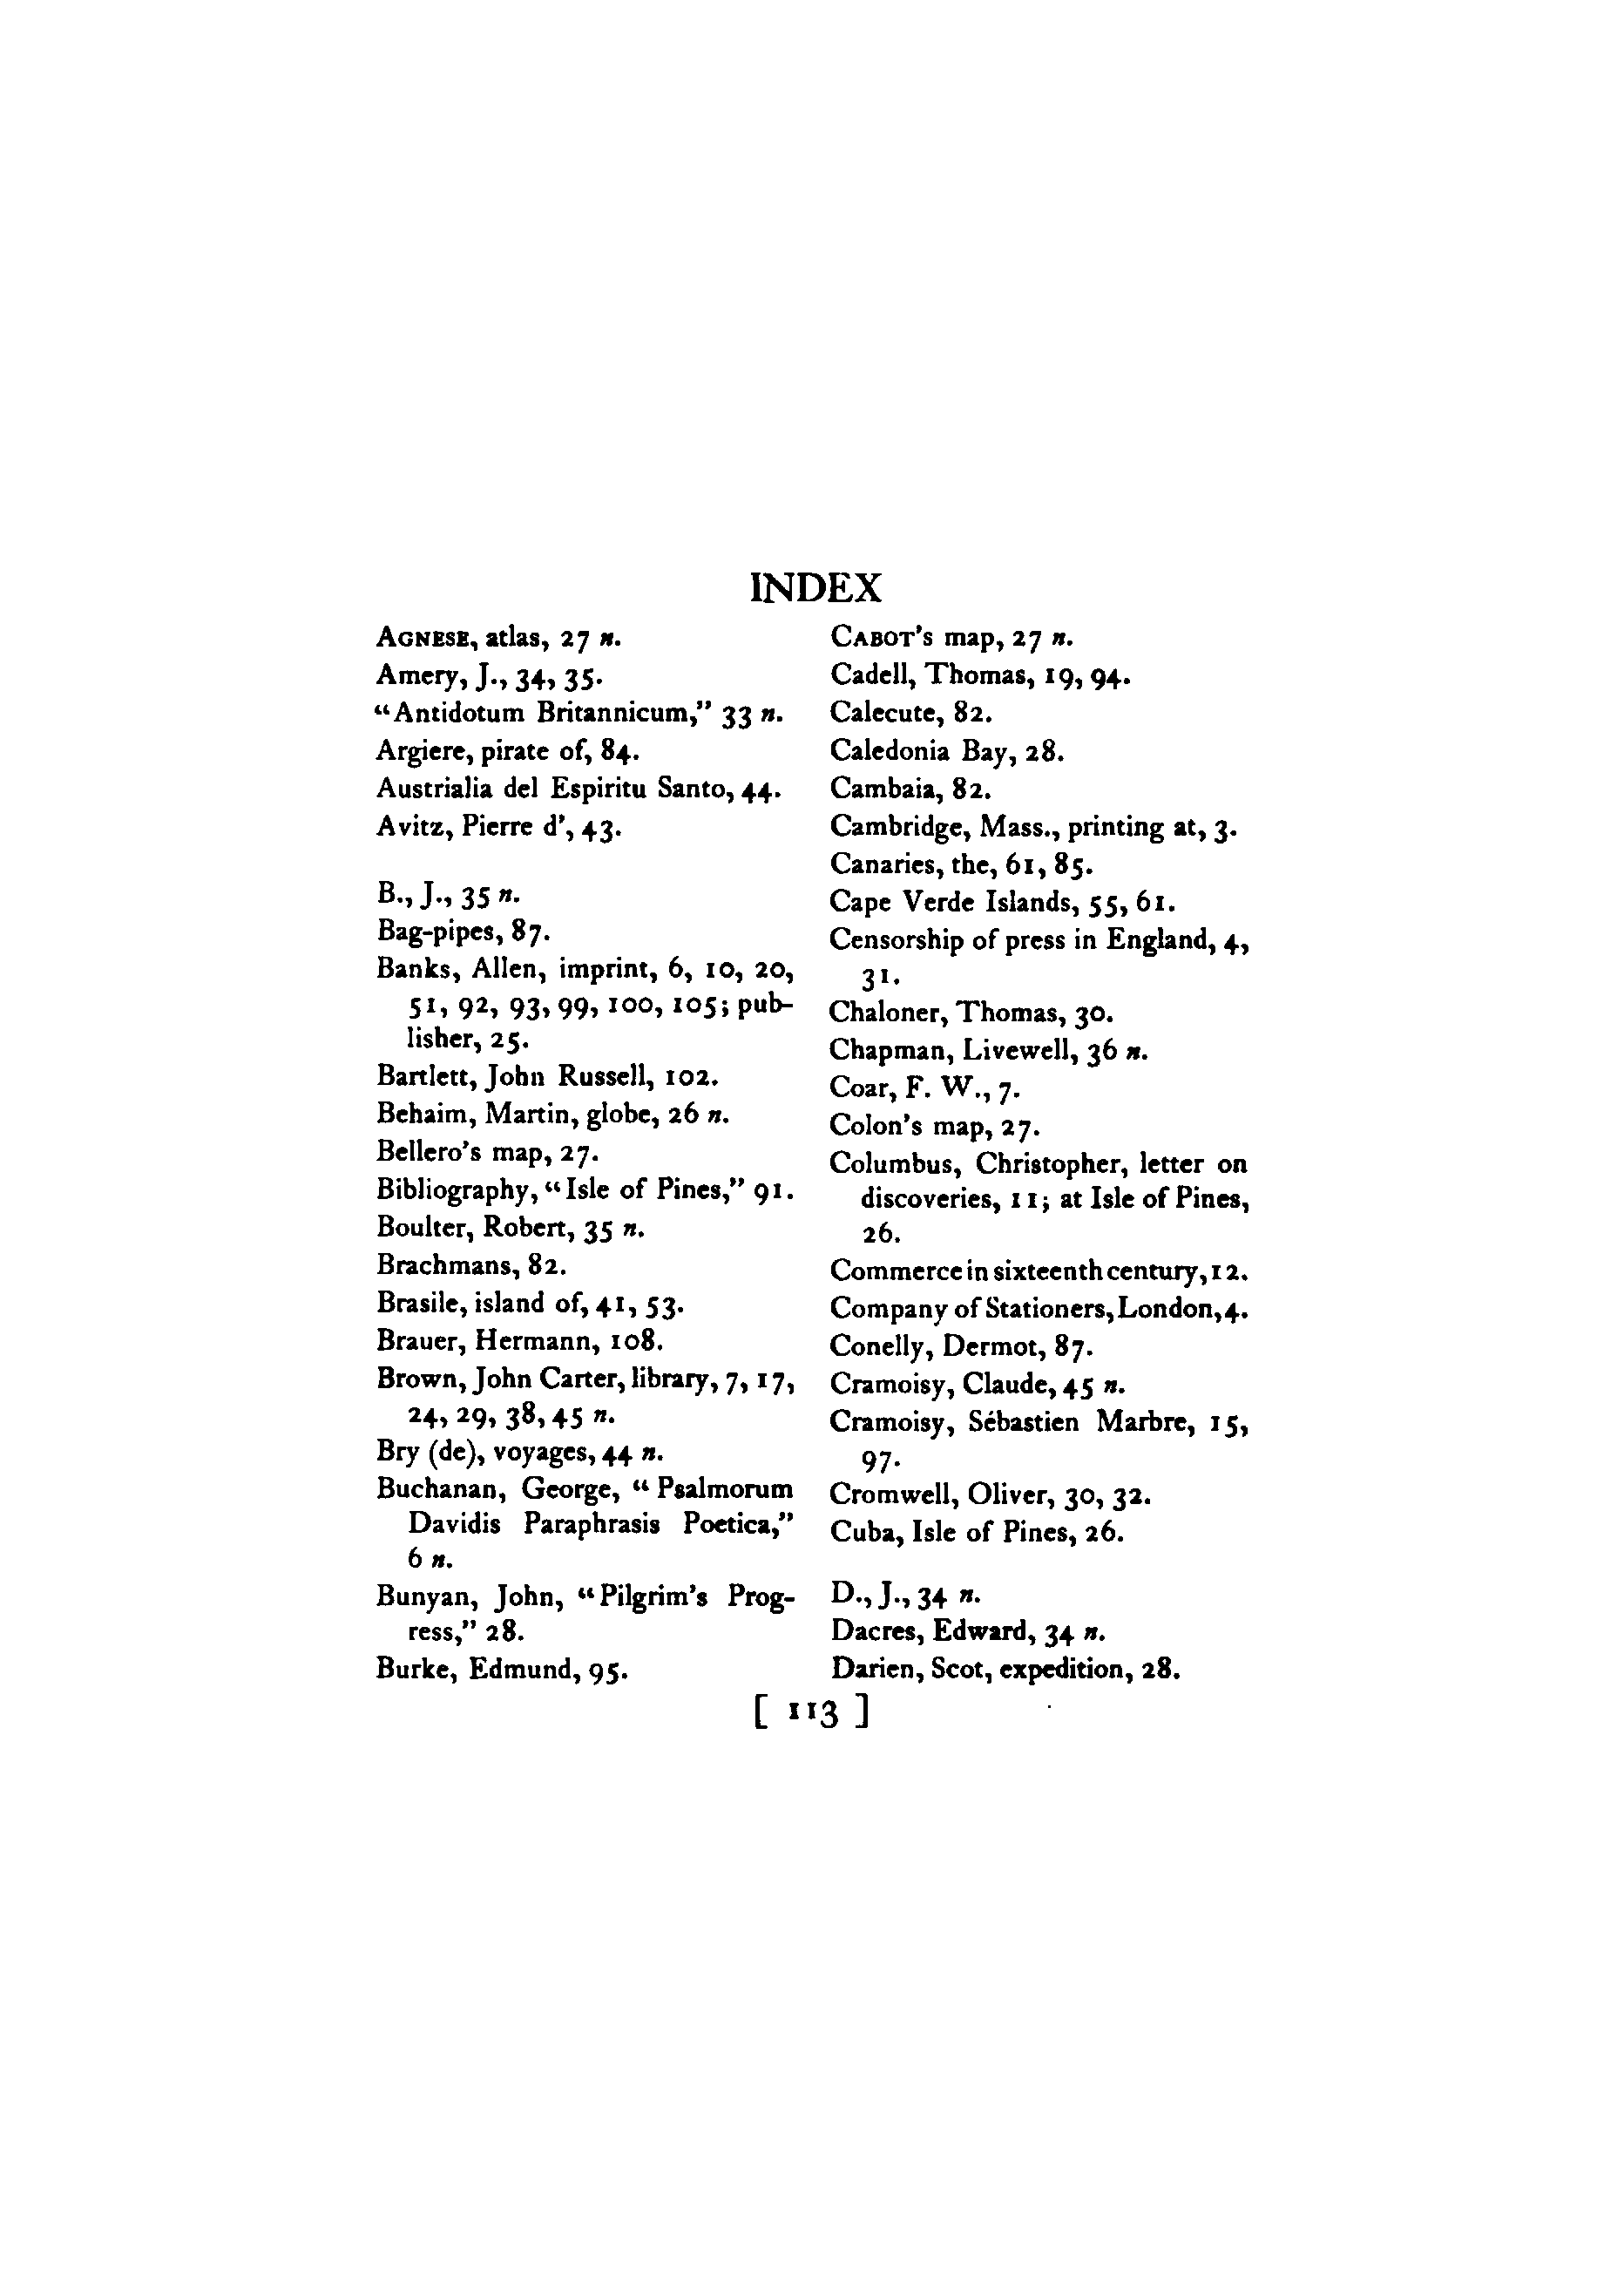 INDEX
AGNESE, atlas, 27 n.
Amery, J., 34, 35.
“Antidotum Britannicum,” 33 n.
Argiere, pirate of, 84.
Austrialia del Espiritu Santo, 44.
Avitz, Pierre d’, 43.
B., J., 35 n.
Bag-pipes, 87.
Banks, Allen, imprint, 6, 10, 20,
51, 92, 93, 99, 100, 105; pub-
lisher, 25.
Bartlett, John Russell, 102.
Behaim, Martin, globe, 26 n.
Bellero’s map, 27.
Bibliography, “Isle of Pines,” 91.
Boulter, Robert, 35 n.
Brachmans, 82.
Brasile, island of, 41, 53.
Brauer, Hermann, 108.
Brown, John Carter, library, 7, 17,
24, 29, 38, 45 n.
Bry (de), voyages, 44 n.
Buchanan, George, “Psalmorum
Davidis Paraphrasis Poetica,”
6 n.
Bunyan, John, “Pilgrim’s Prog-
ress,” 28.
Burke, Edmund, 95.
CABOT’s map, 27 n.
Cadell, Thomas, 19, 94.
Calecute, 82.
Caledonia Bay, 28.
Cambaia, 82.
Cambridge, Mass., printing at, 3.
Canaries, the, 61, 85.
Cape Verde Islands, 55, 61.
Censorship of press in England, 4,
31.
Chaloner, Thomas, 30.
Chapman, Livewell, 36 n.
Coar, F. W., 7.
Colon’s map, 27.
Columbus, Christopher, letter on
discoveries, 11; at Isle of Pines,
26.
Commerce in sixteenth century, 12.
Company of Stationers, London, 4.
Conelly, Dermot, 87.
Cramoisy, Claude, 45 n.
Cramoisy, Sébastien Marbre, 15,
97.
Cromwell, Oliver, 30, 32.
Cuba, Isle of Pines, 26.
D., J., 34 n.
Dacres, Edward, 34 n.
Darien, Scot, expedition, 28.
[ 113 ]